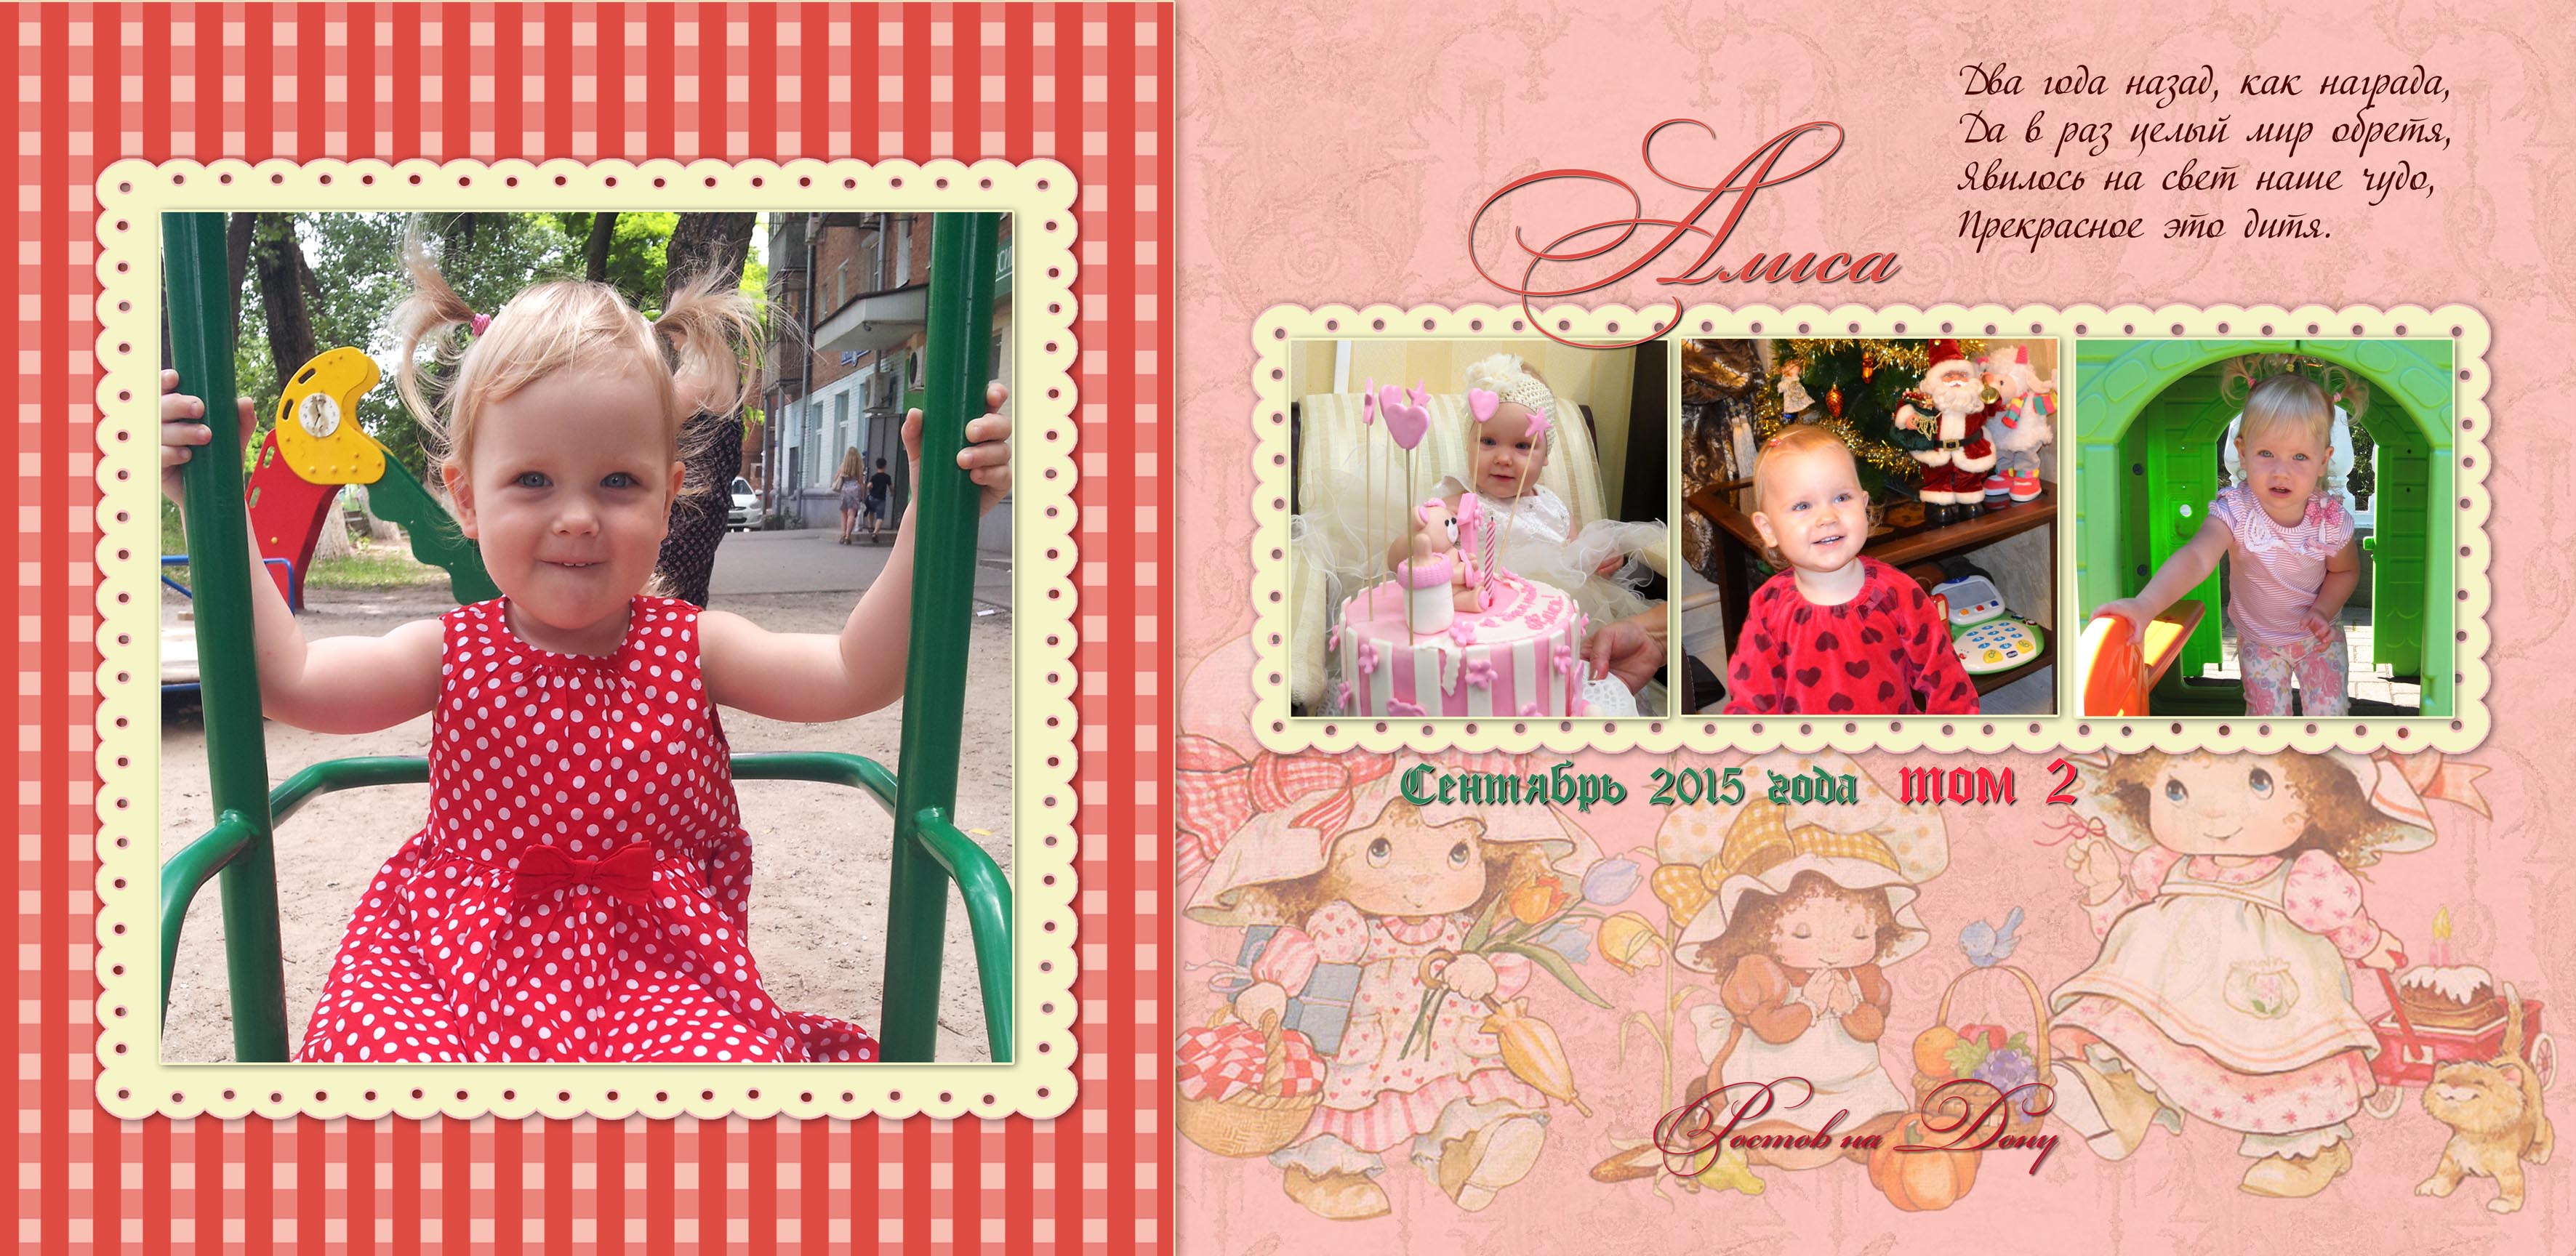 Два года назад, как награда,
Да в раз целый мир обретя,
Явилось на свет наше чудо,
Прекрасное это дитя.
Алиса
Сентябрь 2015 года том 2
Ростов на Дону